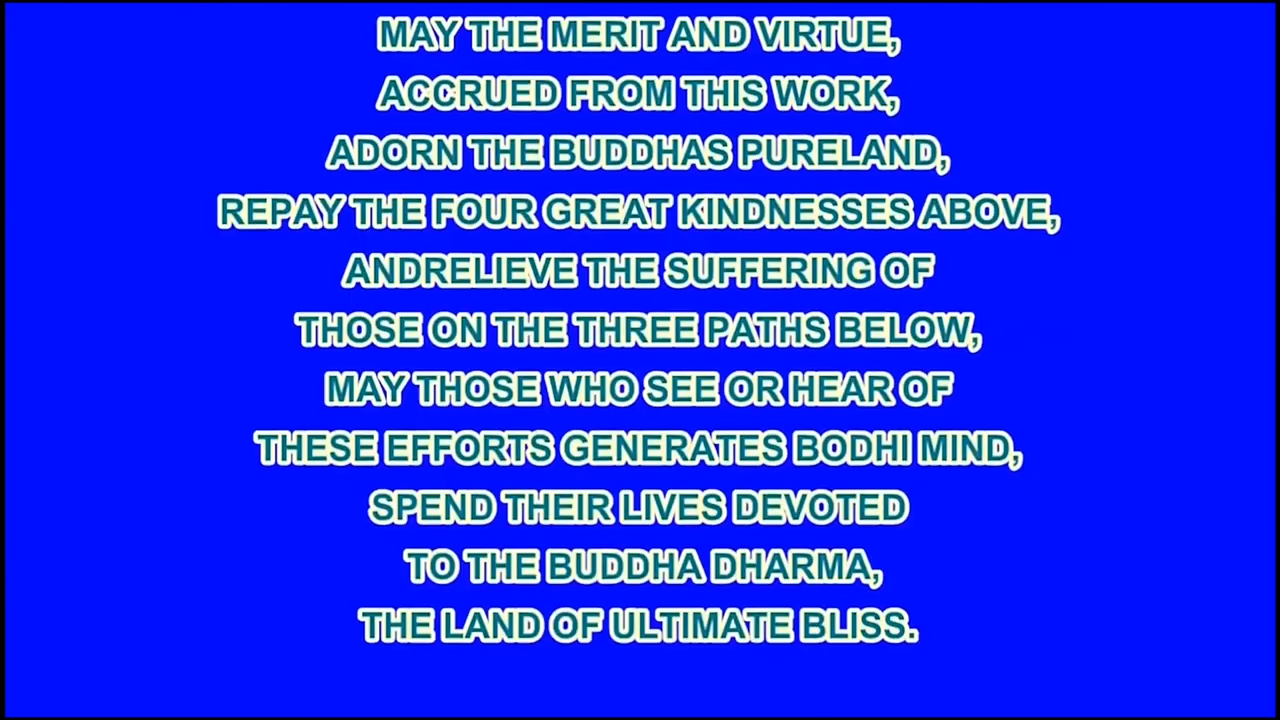 MAY THE MERIT AND VIRTUE,
ACCRUED FROM THIS WORK,
ADORN THE BUDDHAS PURELAND,
REPAY THE FOUR GREAT KINDNESSES ABOVE,
ANDRELIEVE THE SUFFERING OF
THOSE ON THE THREE PATHS BELOW,
MAY THOSE WHO SEE OR HEAR OF
THESE EFFORTS GENERATES BODHI MIND,
SPEND THEIR LIVES DEVOTED
TO THE BUDDHA DHARMA,
THE LAND OF ULTIMATE BLISS.